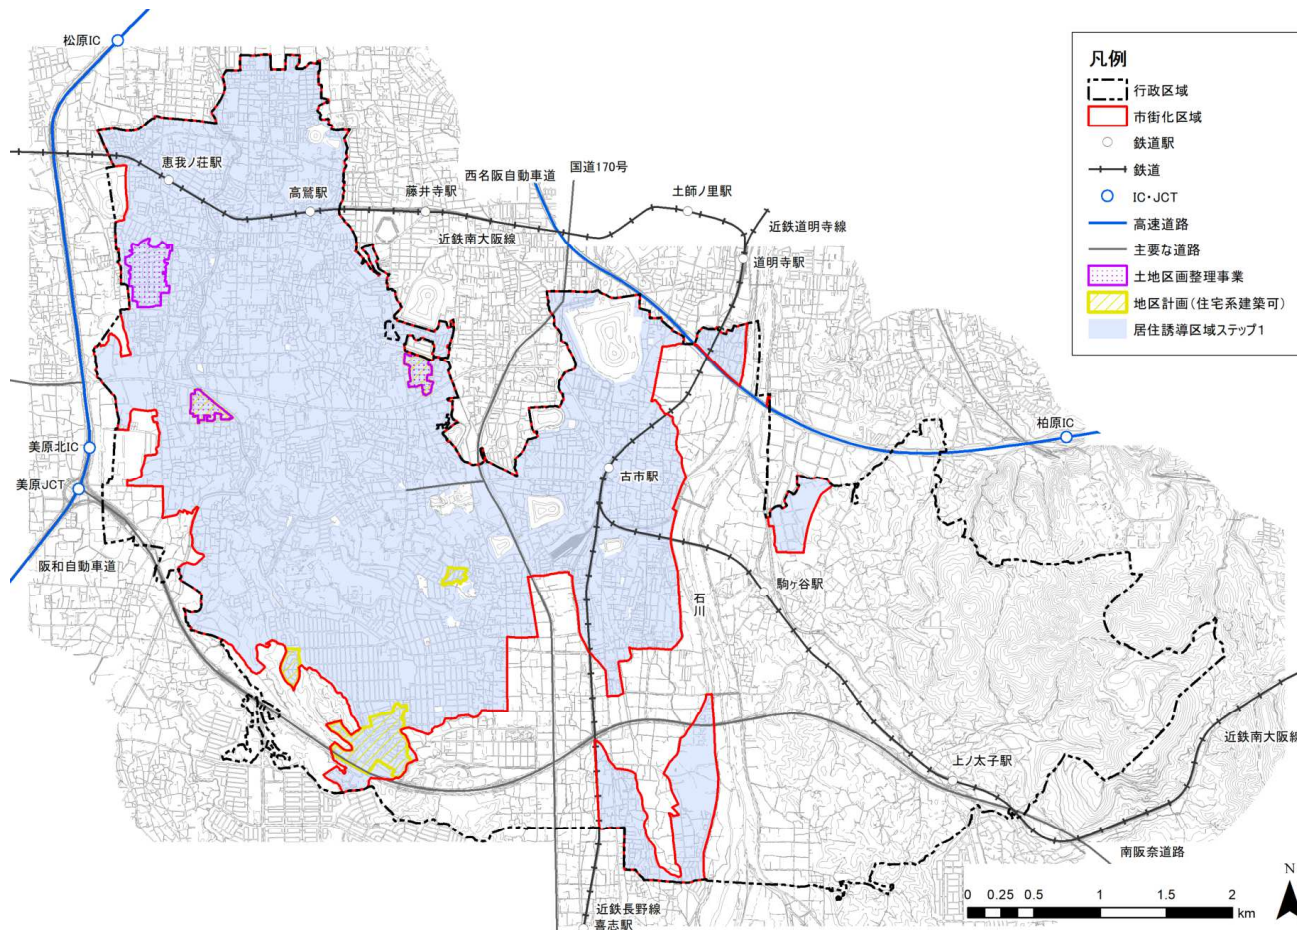 松原IC
恵我ノ荘駅
高鷲駅
藤井寺駅
西名阪自動車道
国道170号
土師ノ里駅
近鉄南大阪線
近鉄道明寺線
道明寺駅
凡例
行政区域
市街化区域
鉄道駅
鉄道
IC・JCT
高速道路
主要な道路
土地区画整理事業
地区計画(住宅系建築可)
居住誘導区域ステップ1
柏原IC
美原北IC
美原JCT
古市駅
阪和自動車道
駒ヶ谷駅
石川
近鉄南大阪線
上ノ太子駅
南阪奈道路
近鉄長野線
喜志駅
N
0 0.25 0.5 1 1.5 2
km